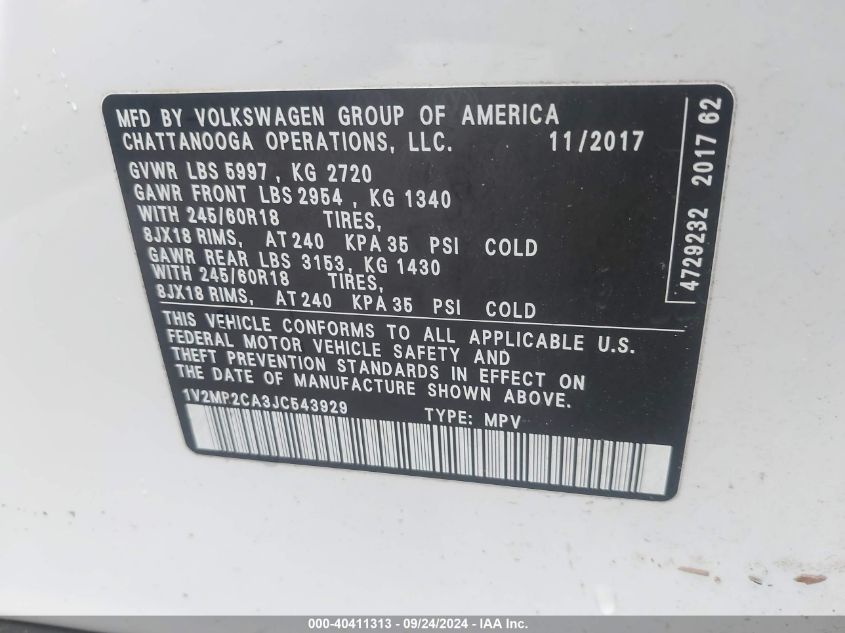 MFD BY VOLKSWAGEN GROUP OF AMERICA
CHATTANOOGA OPERATIONS, LLC. 11/2017
GVWR LBS 5997 , KG 2720
GAWR FRONT LBS 2954 , KG 1340
WITH 245/60R18 TIRES,
8JX18 RIMS, AT 240 KPA 35 PSI COLD
GAWR REAR LBS 3153, KG 1430
WITH 245/60R18 TIRES,
8JX18 RIMS, AT 240 KPA 35 PSI COLD
THIS VEHICLE CONFORMS TO ALL APPLICABLE U.S.
FEDERAL MOTOR VEHICLE SAFETY AND
THEFT PREVENTION STANDARDS IN EFFECT ON
THE DATE OF MANUFACTURE SHOWN ABOVE.
1V2MP2CA3JC543929 TYPE: MPV
4729232 2017 62
000-40411313 - 09/24/2024 - IAA Inc.